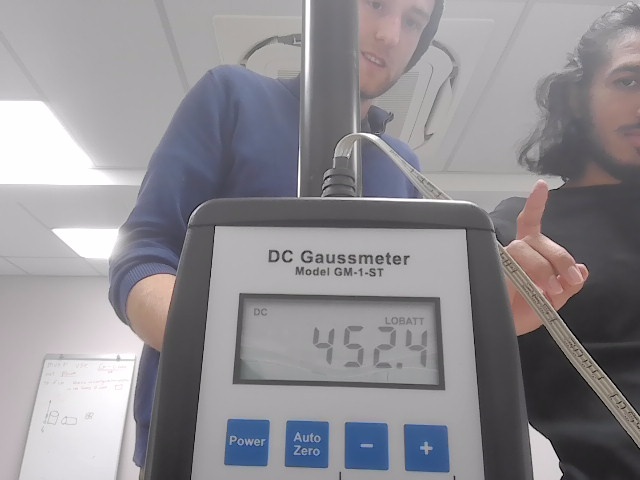 DC Gaussmeter
Model GM-1-ST
DC
LOBATT
452.4
Power
Auto
Zero
−
+